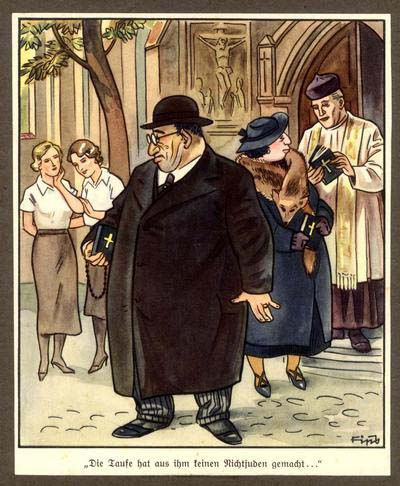 Fips
„Die Taufe hat aus ihm keinen Nichtjuden gemacht...“